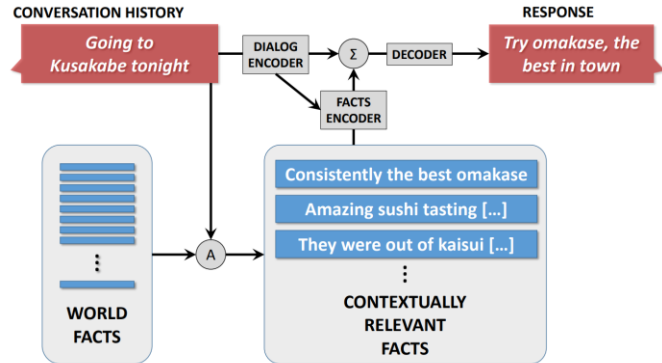 CONVERSATION HISTORY
RESPONSE
Going to
Kusakabe tonight
DIALOG
ENCODER
Σ
DECODER
Try omakase, the
best in town
FACTS
ENCODER
Consistently the best omakase
Amazing sushi tasting […]
They were out of kaisui […]
A
WORLD
FACTS
CONTEXTUALLY
RELEVANT
FACTS